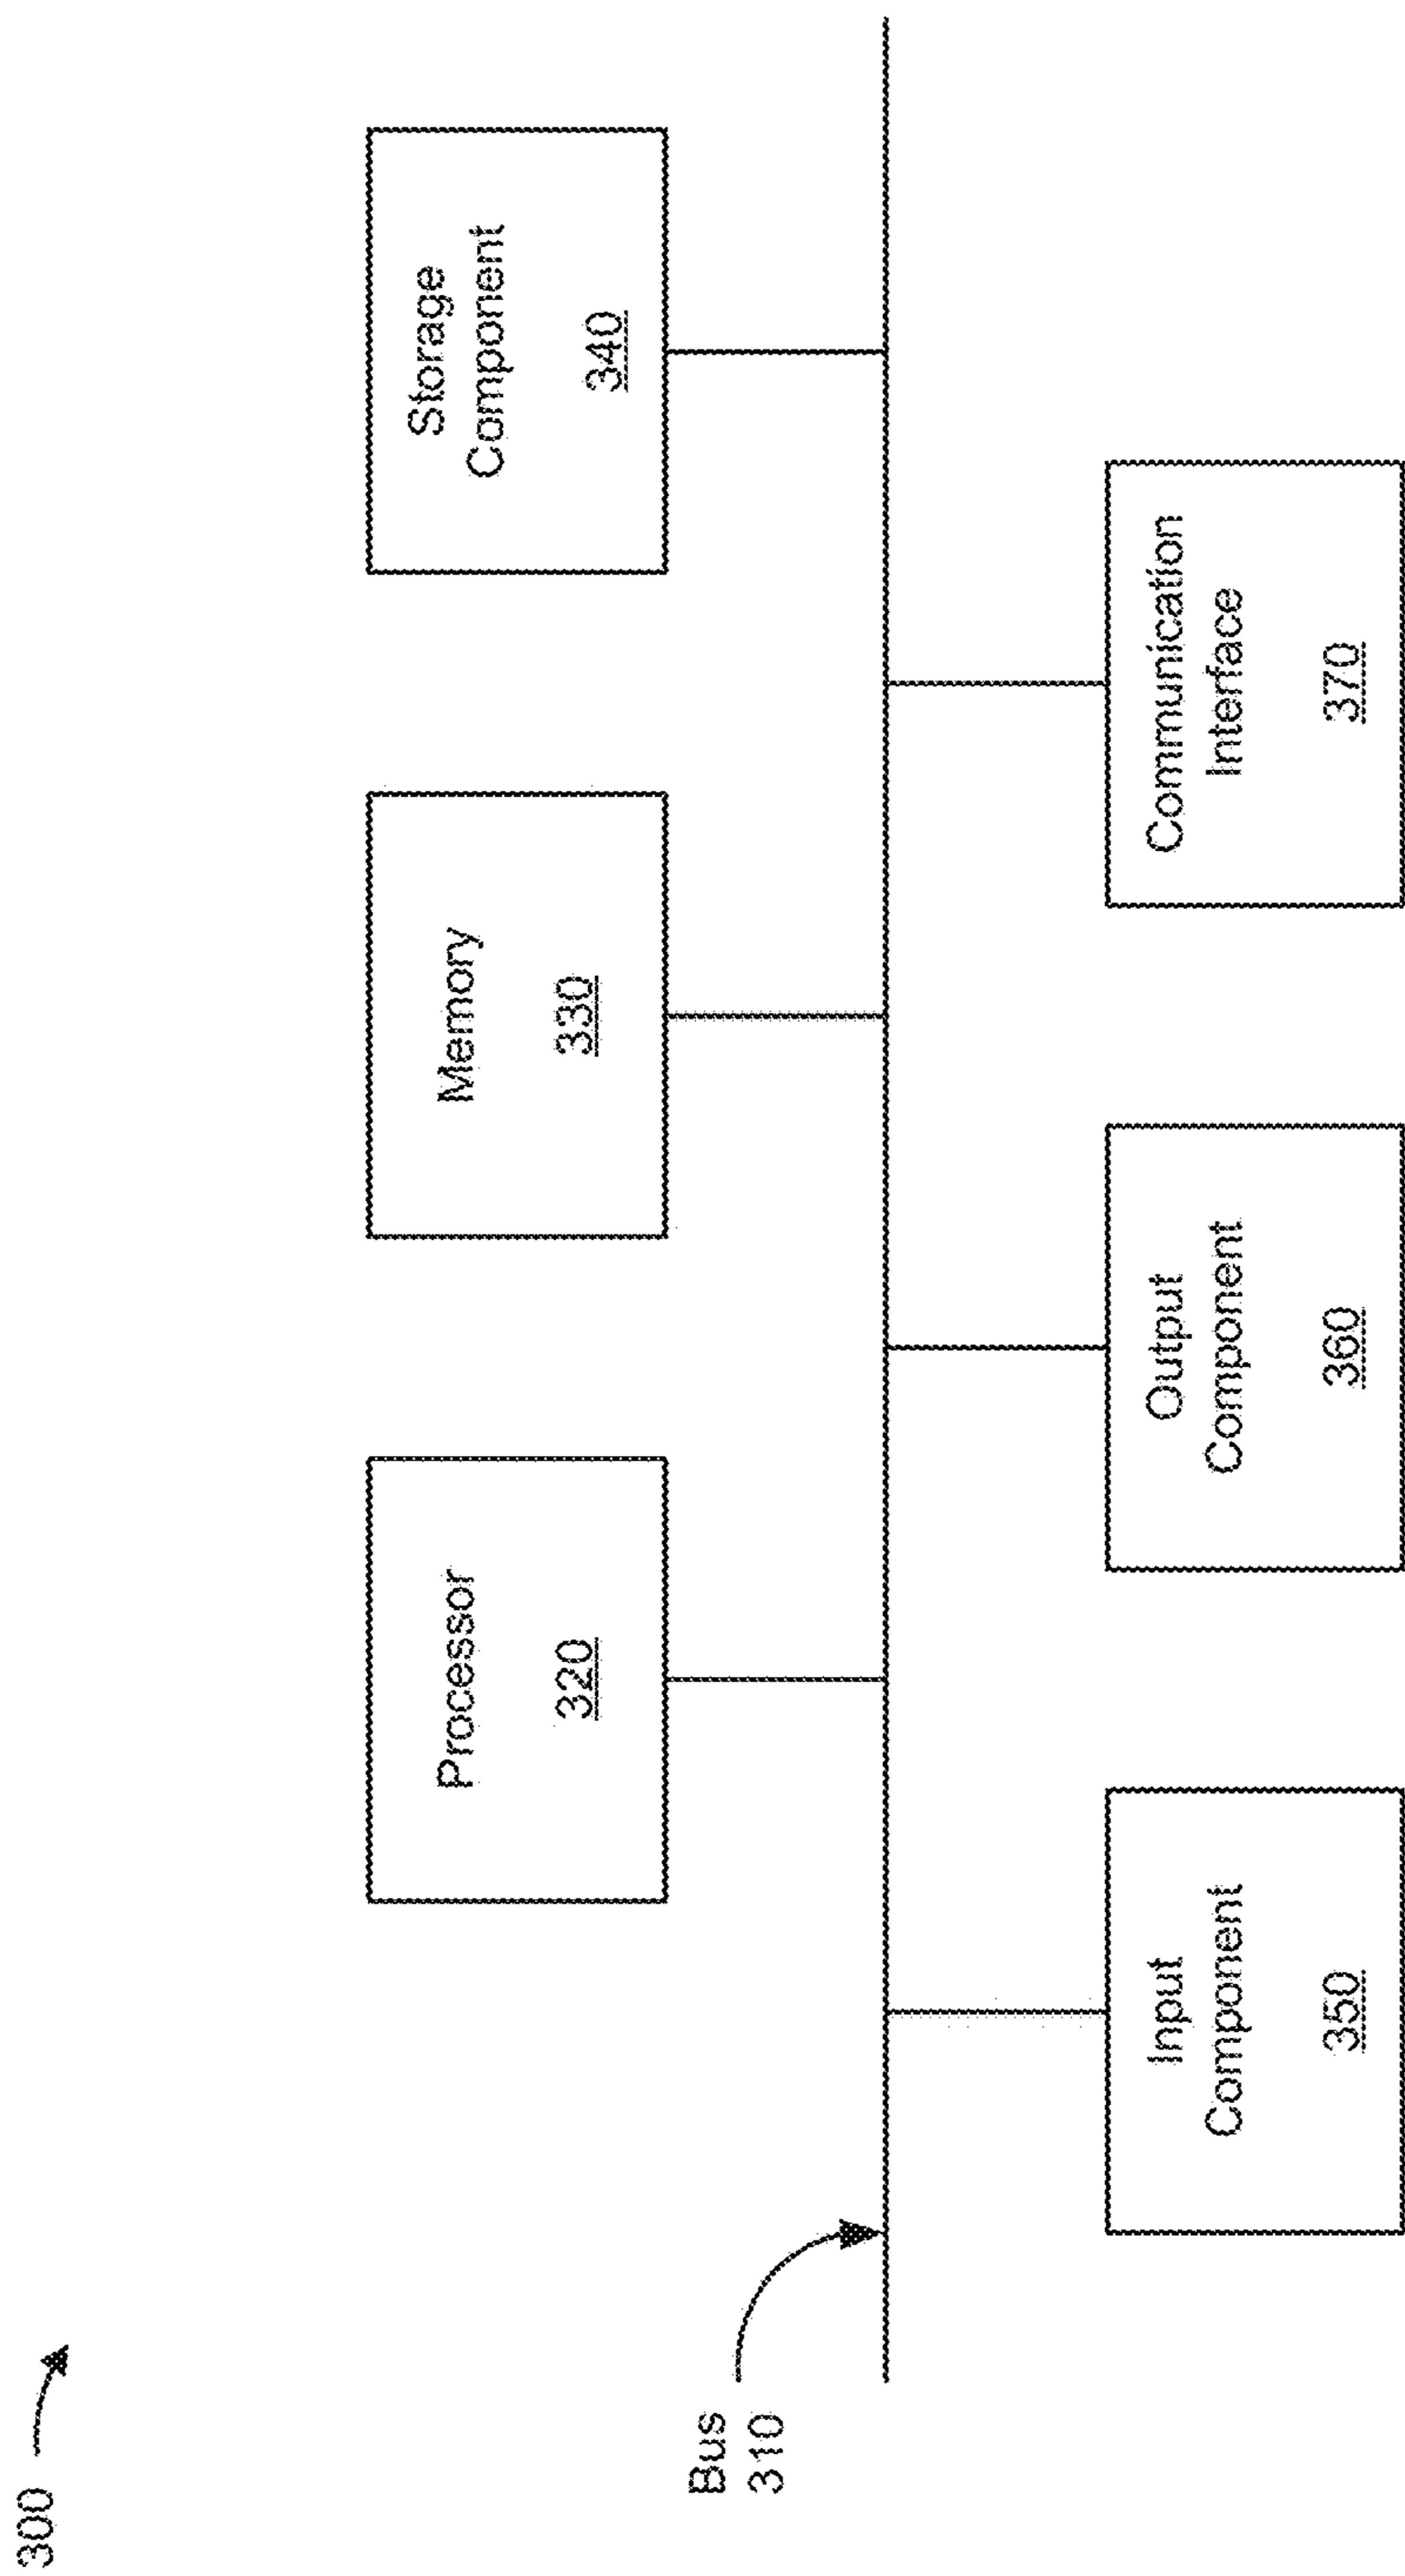 300
Processor
320
Memory
330
Storage
Component
340
Bus
310
Input
Component
350
Output
Component
360
Communication
Interface
370